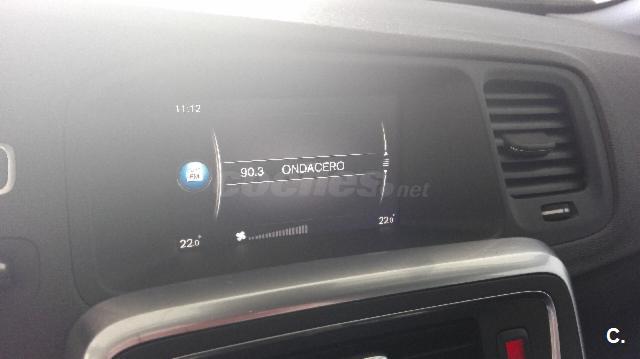 11:12
FM
90.3 ONDACERO
coches.net
22.0°
22.0°
C.